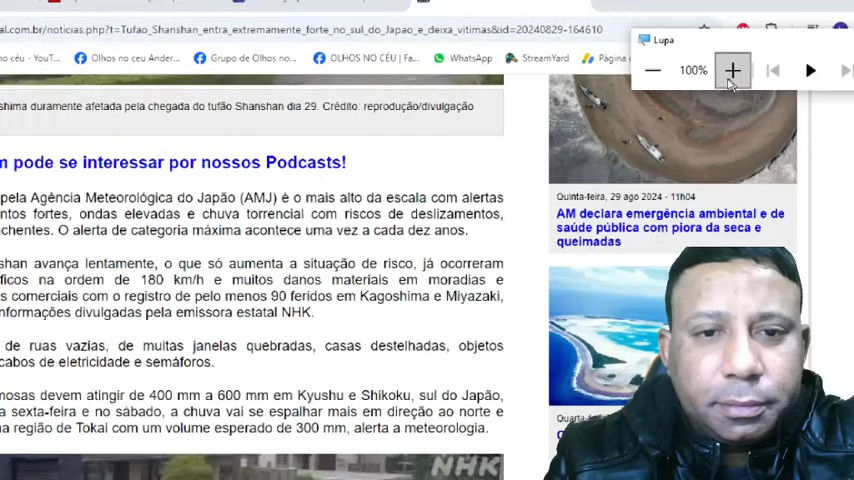 al.com.br/noticias.php?t=Tufao_Shanshan_entra_extremamente_forte_no_sul_do_Japao_e_deixa_vitimas&id=20240829-164610
no céu - YouT...
Olhos no ceu Ander...
Grupo de Olhos no...
OLHOS NO CÉU | Fa...
WhatsApp
StreamYard
Página
Lupa
100%
shima duramente afetada pela chegada do tufão Shanshan dia 29. Crédito: reprodução/divulgação
m pode se interessar por nossos Podcasts!
pela Agência Meteorológica do Japão (AMJ) é o mais alto da escala com alertas
ntos fortes, ondas elevadas e chuva torrencial com riscos de deslizamentos,
chentes. O alerta de categoria máxima acontece uma vez a cada dez anos.
shan avança lentamente, o que só aumenta a situação de risco, já ocorreram
ficos na ordem de 180 km/h e muitos danos materiais em moradias e
s comerciais com o registro de pelo menos 90 feridos em Kagoshima e Miyazaki,
nformações divulgadas pela emissora estatal NHK.
de ruas vazias, de muitas janelas quebradas, casas destelhadas, objetos
cabos de eletricidade e semáforos.
mosas devem atingir de 400 mm a 600 mm em Kyushu e Shikoku, sul do Japão,
a sexta-feira e no sábado, a chuva vai se espalhar mais em direção ao norte e
na região de Tokai com um volume esperado de 300 mm, alerta a meteorologia.
NHK
Quinta-feira, 29 ago 2024 - 11h04
AM declara emergência ambiental e de
saúde pública com piora da seca e
queimadas